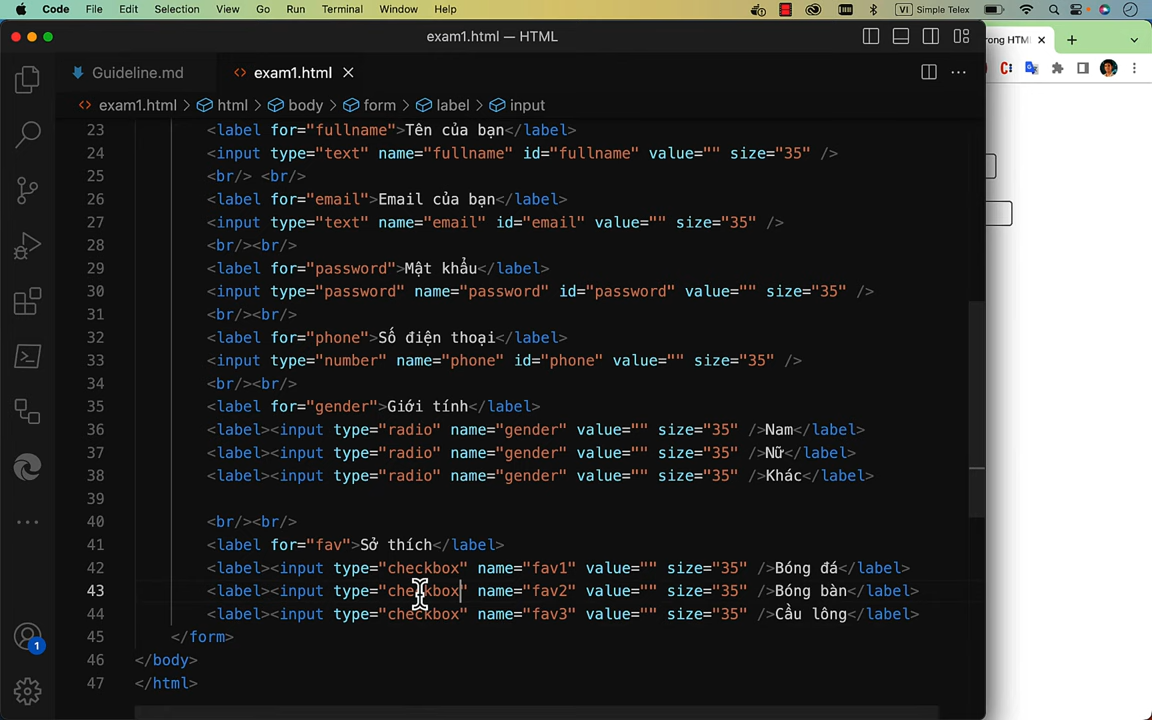 Code File Edit Selection View Go Run Terminal Window Help VI Simple Telex
exam1.html — HTML
rong HTM
Guideline.md exam1.html
exam1.html > html > body > form > label > input
23 <label for="fullname">Tên của bạn</label>
24 <input type="text" name="fullname" id="fullname" value="" size="35" />
25 <br/> <br/>
26 <label for="email">Email của bạn</label>
27 <input type="text" name="email" id="email" value="" size="35" />
28 <br/><br/>
29 <label for="password">Mật khẩu</label>
30 <input type="password" name="password" id="password" value="" size="35" />
31 <br/><br/>
32 <label for="phone">Số điện thoại</label>
33 <input type="number" name="phone" id="phone" value="" size="35" />
34 <br/><br/>
35 <label for="gender">Giới tính</label>
36 <label><input type="radio" name="gender" value="" size="35" />Nam</label>
37 <label><input type="radio" name="gender" value="" size="35" />Nữ</label>
38 <label><input type="radio" name="gender" value="" size="35" />Khác</label>
39
40 <br/><br/>
41 <label for="fav">Sở thích</label>
42 <label><input type="checkbox" name="fav1" value="" size="35" />Bóng đá</label>
43 <label><input type="checkbox" name="fav2" value="" size="35" />Bóng bàn</label>
44 <label><input type="checkbox" name="fav3" value="" size="35" />Cầu lông</label>
45 </form>
46 </body>
47 </html>
1